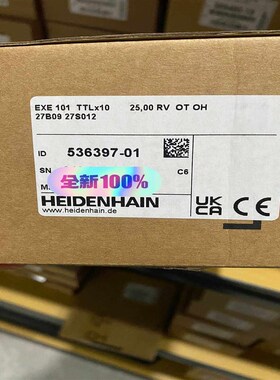 EXE 101 TTLx10 25,00 RV OT OH
27B09 27S012
ID 536397-01
SN
C6
全新100%
HEIDENHAIN
www.heidenhain.de
UK
CA
CE